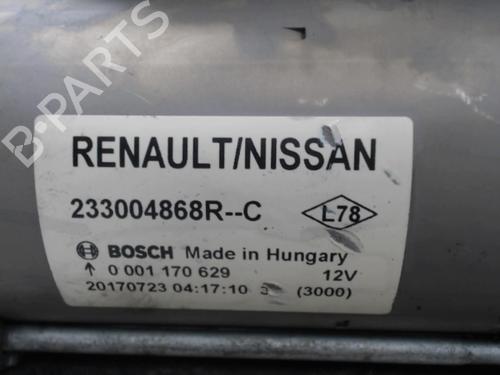 B-PARTS
RENAULT/NISSAN
233004868R--C
L78
BOSCH Made in Hungary
0 001 170 629
12V
20170723 04:17:10
(3000)